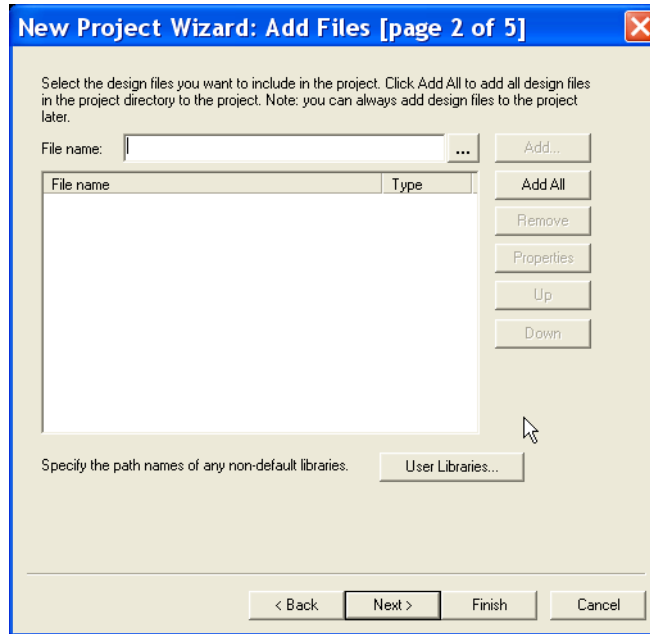 New Project Wizard: Add Files [page 2 of 5]
Select the design files you want to include in the project. Click Add All to add all design files
in the project directory to the project. Note: you can always add design files to the project
later.
File name:
...
Add...
File name Type
Add All
Remove
Properties
Up
Down
Specify the path names of any non-default libraries.
User Libraries...
< Back Next > Finish Cancel